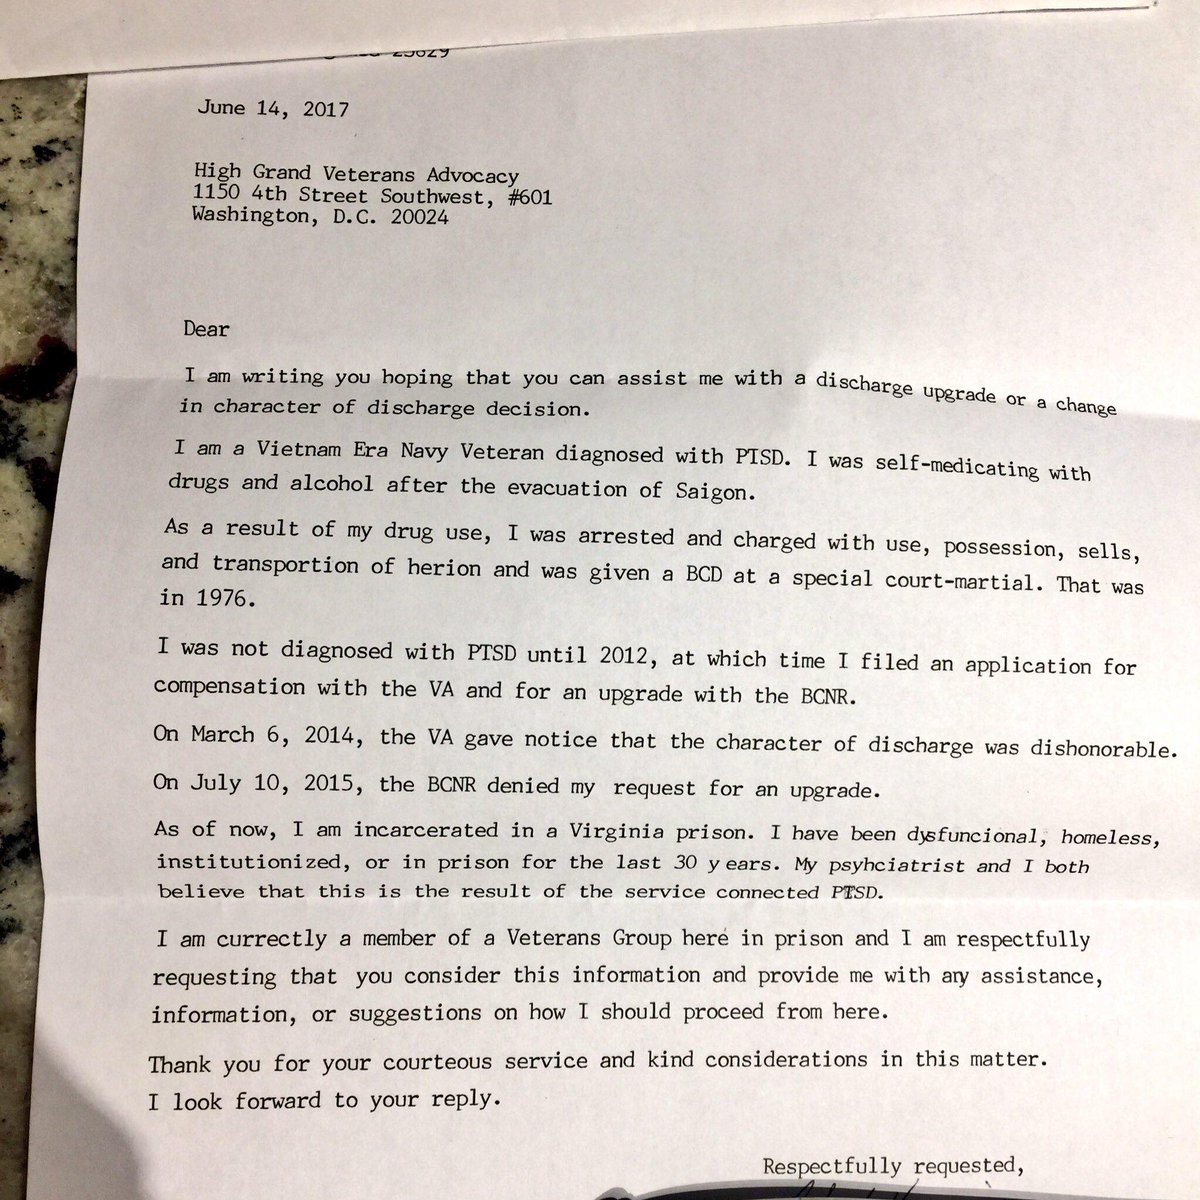 June 14, 2017
High Grand Veterans Advocacy
1150 4th Street Southwest, #601
Washington, D.C. 20024
Dear
I am writing you hoping that you can assist me with a discharge upgrade or a change
in character of discharge decision.
I am a Vietnam Era Navy Veteran diagnosed with PTSD. I was self-medicating with
drugs and alcohol after the evacuation of Saigon.
As a result of my drug use, I was arrested and charged with use, possession, sells,
and transportion of herion and was given a BCD at a special court-martial. That was
in 1976.
I was not diagnosed with PTSD until 2012, at which time I filed an application for
compensation with the VA and for an upgrade with the BCNR.
On March 6, 2014, the VA gave notice that the character of discharge was dishonorable.
On July 10, 2015, the BCNR denied my request for an upgrade.
As of now, I am incarcerated in a Virginia prison. I have been dysfuncional, homeless,
institutionized, or in prison for the last 30 years. My psyhciatrist and I both
believe that this is the result of the service connected PTSD.
I am currectly a member of a Veterans Group here in prison and I am respectfully
requesting that you consider this information and provide me with any assistance,
information, or suggestions on how I should proceed from here.
Thank you for your courteous service and kind considerations in this matter.
I look forward to your reply.
Respectfully requested,